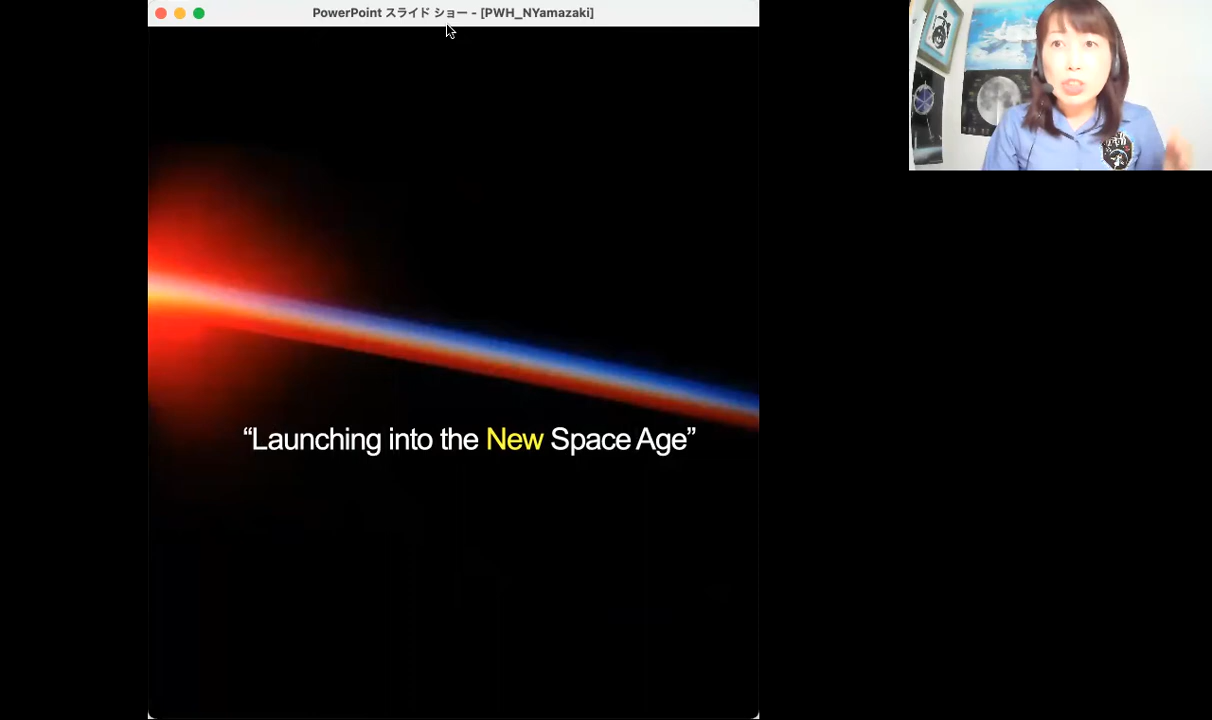 PowerPoint スライド ショー - [PWH_NYamazaki]
“Launching into the New Space Age”